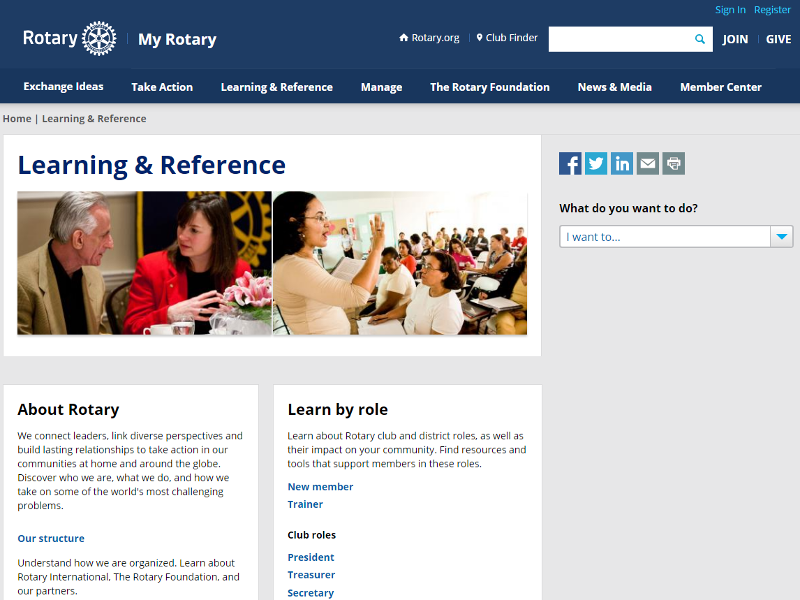 Sign In Register
Rotary My Rotary
Rotary.org Club Finder JOIN GIVE
Exchange Ideas Take Action Learning & Reference Manage The Rotary Foundation News & Media Member Center
Home | Learning & Reference
Learning & Reference
What do you want to do?
I want to...
About Rotary
We connect leaders, link diverse perspectives and
build lasting relationships to take action in our
communities at home and around the globe.
Discover who we are, what we do, and how we
take on some of the world's most challenging
problems.
Our structure
Understand how we are organized. Learn about
Rotary International, The Rotary Foundation, and
our partners.
Learn by role
Learn about Rotary club and district roles, as well as
their impact on your community. Find resources and
tools that support members in these roles.
New member
Trainer
Club roles
President
Treasurer
Secretary